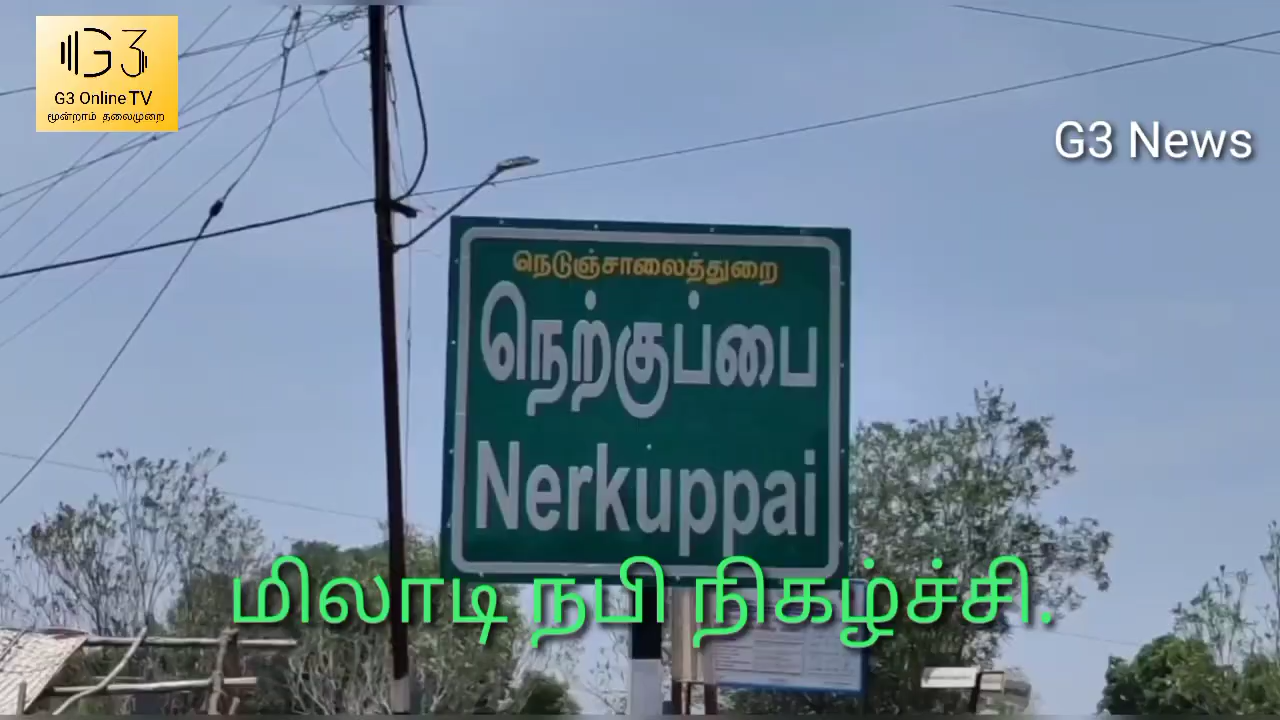 G3
G3 Online TV
மூன்றாம் தலைமுறை
G3 News
நெடுஞ்சாலைத்துறை
நெற்குப்பை
Nerkuppai
மிலாடி நபி நிகழ்ச்சி.